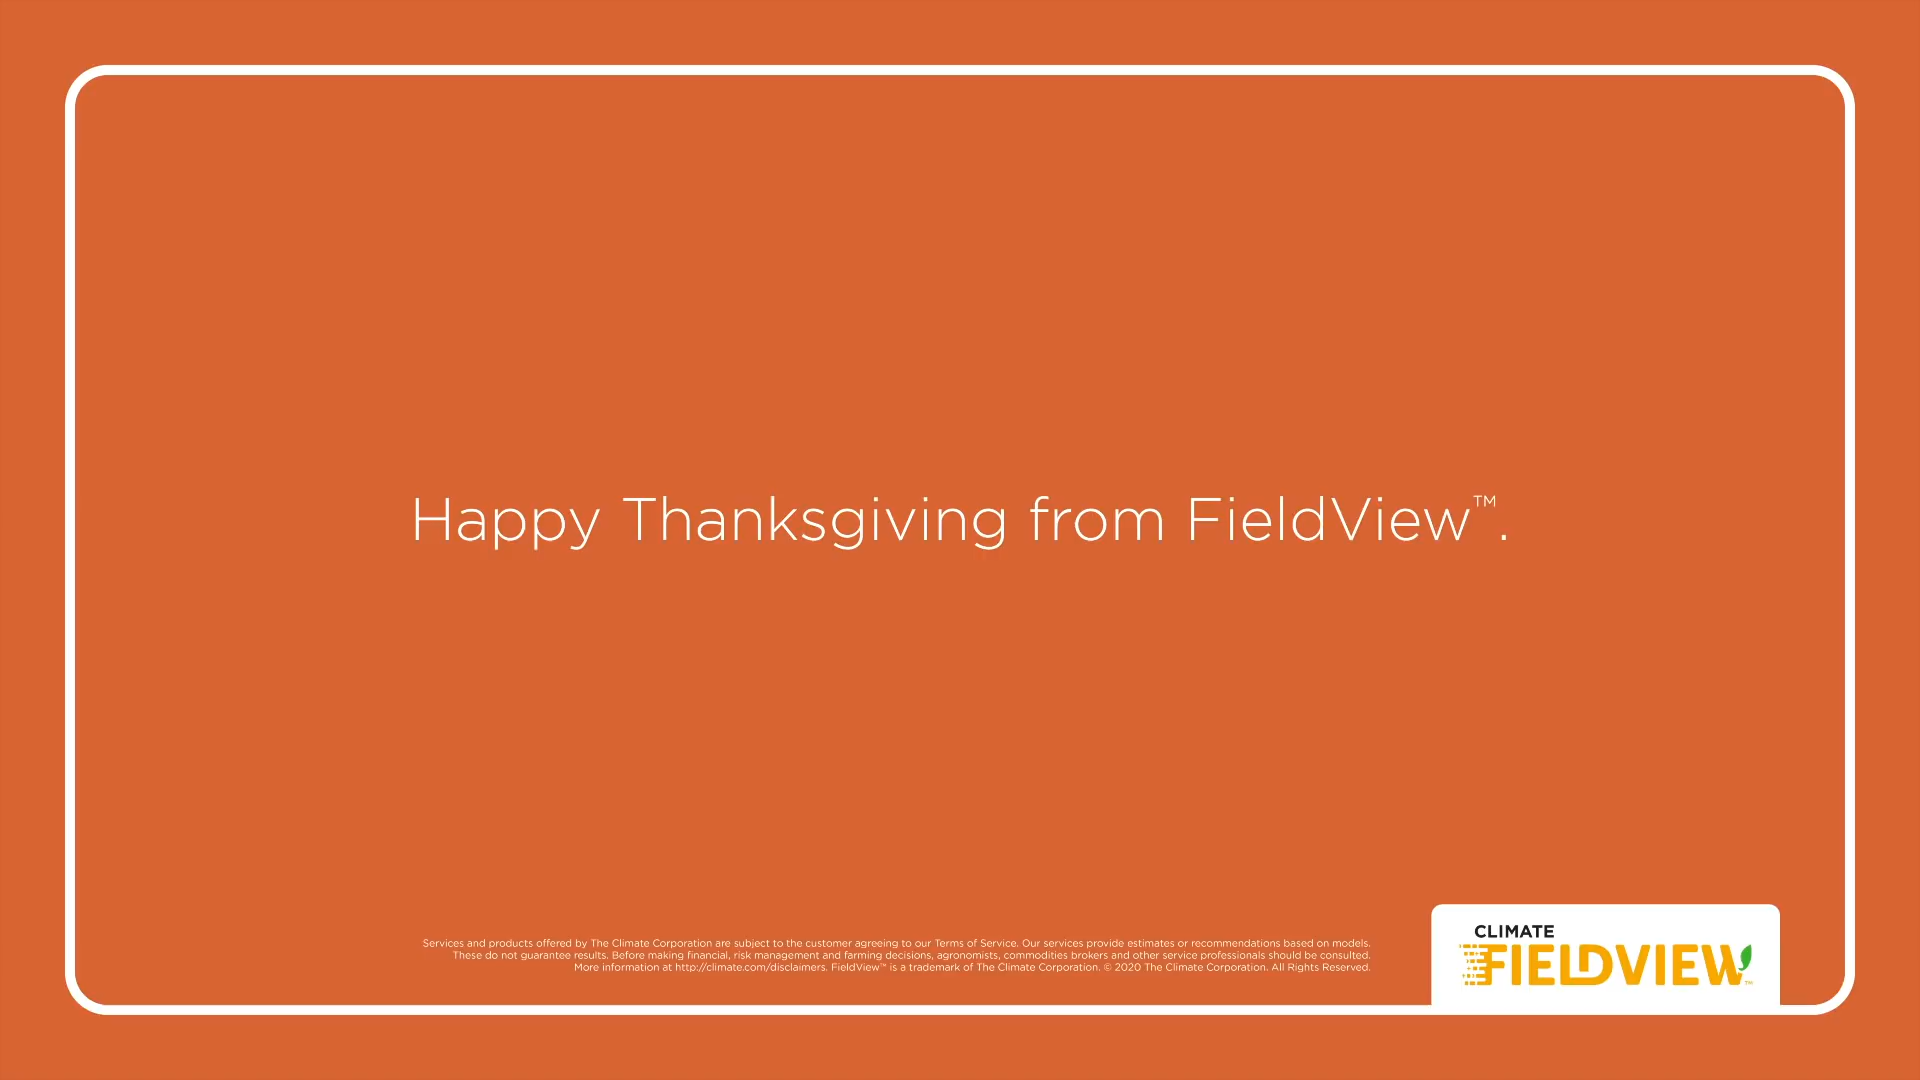 Happy Thanksgiving from FieldView™.
Services and products offered by The Climate Corporation are subject to the customer agreeing to our Terms of Service. Our services provide estimates or recommendations based on models.
These do not guarantee results. Before making financial, risk management and farming decisions, agronomists, commodities brokers and other service professionals should be consulted.
More information at http://climate.com/disclaimers. FieldView™ is a trademark of The Climate Corporation. © 2020 The Climate Corporation. All Rights Reserved.
CLIMATE
FIELDVIEW™